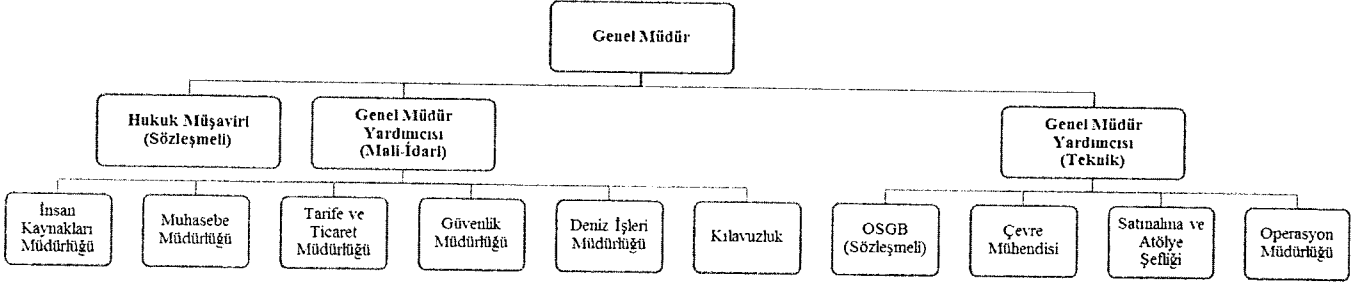 Genel Müdür
Hukuk Müşaviri
(Sözleşmeli)
Genel Müdür
Yardımcısı
(Mali-İdari)
Genel Müdür
Yardımcısı
(Teknik)
İnsan
Kaynakları
Müdürlüğü
Muhasebe
Müdürlüğü
Tarife ve
Ticaret
Müdürlüğü
Güvenlik
Müdürlüğü
Deniz İşleri
Müdürlüğü
Kılavuzluk
OSGB
(Sözleşmeli)
Çevre
Mühendisi
Satınalma ve
Atölye
Şefliği
Operasyon
Müdürlüğü